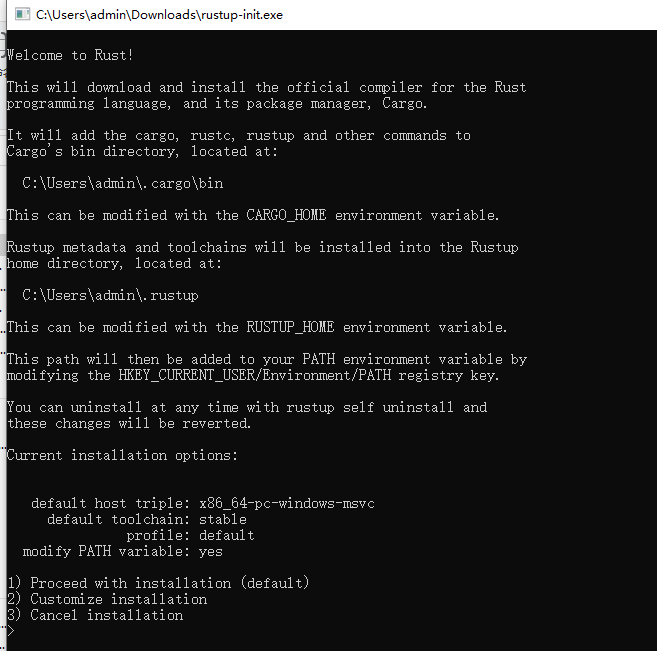 C:\Users\admin\Downloads\rustup-init.exe
Welcome to Rust!
This will download and install the official compiler for the Rust
programming language, and its package manager, Cargo.
It will add the cargo, rustc, rustup and other commands to
Cargo's bin directory, located at:
C:\Users\admin\.cargo\bin
This can be modified with the CARGO_HOME environment variable.
Rustup metadata and toolchains will be installed into the Rustup
home directory, located at:
C:\Users\admin\.rustup
This can be modified with the RUSTUP_HOME environment variable.
This path will then be added to your PATH environment variable by
modifying the HKEY_CURRENT_USER/Environment/PATH registry key.
You can uninstall at any time with rustup self uninstall and
these changes will be reverted.
Current installation options:
default host triple: x86_64-pc-windows-msvc
default toolchain: stable
profile: default
modify PATH variable: yes
1) Proceed with installation (default)
2) Customize installation
3) Cancel installation
>